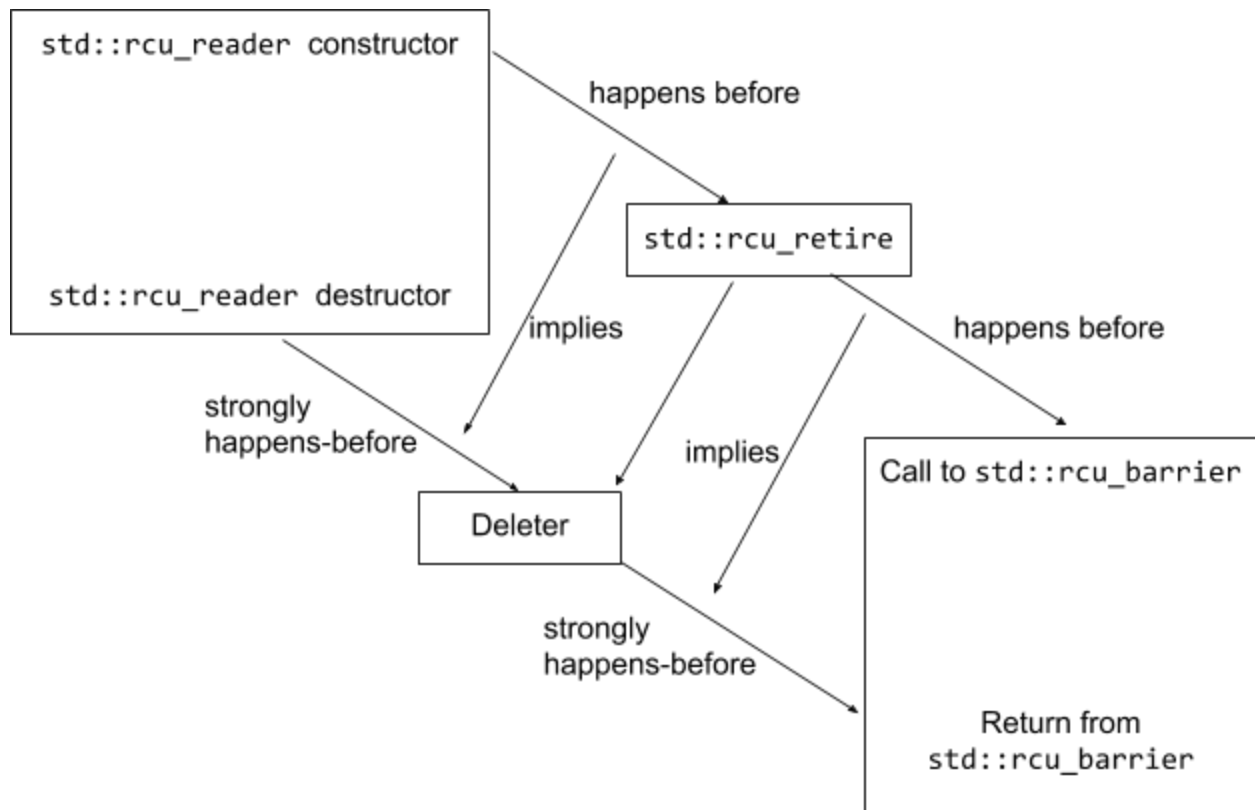 std::rcu_reader constructor
happens before
std::rcu_retire
std::rcu_reader destructor
implies
happens before
strongly
happens-before
implies
Call to std::rcu_barrier
Deleter
strongly
happens-before
Return from
std::rcu_barrier